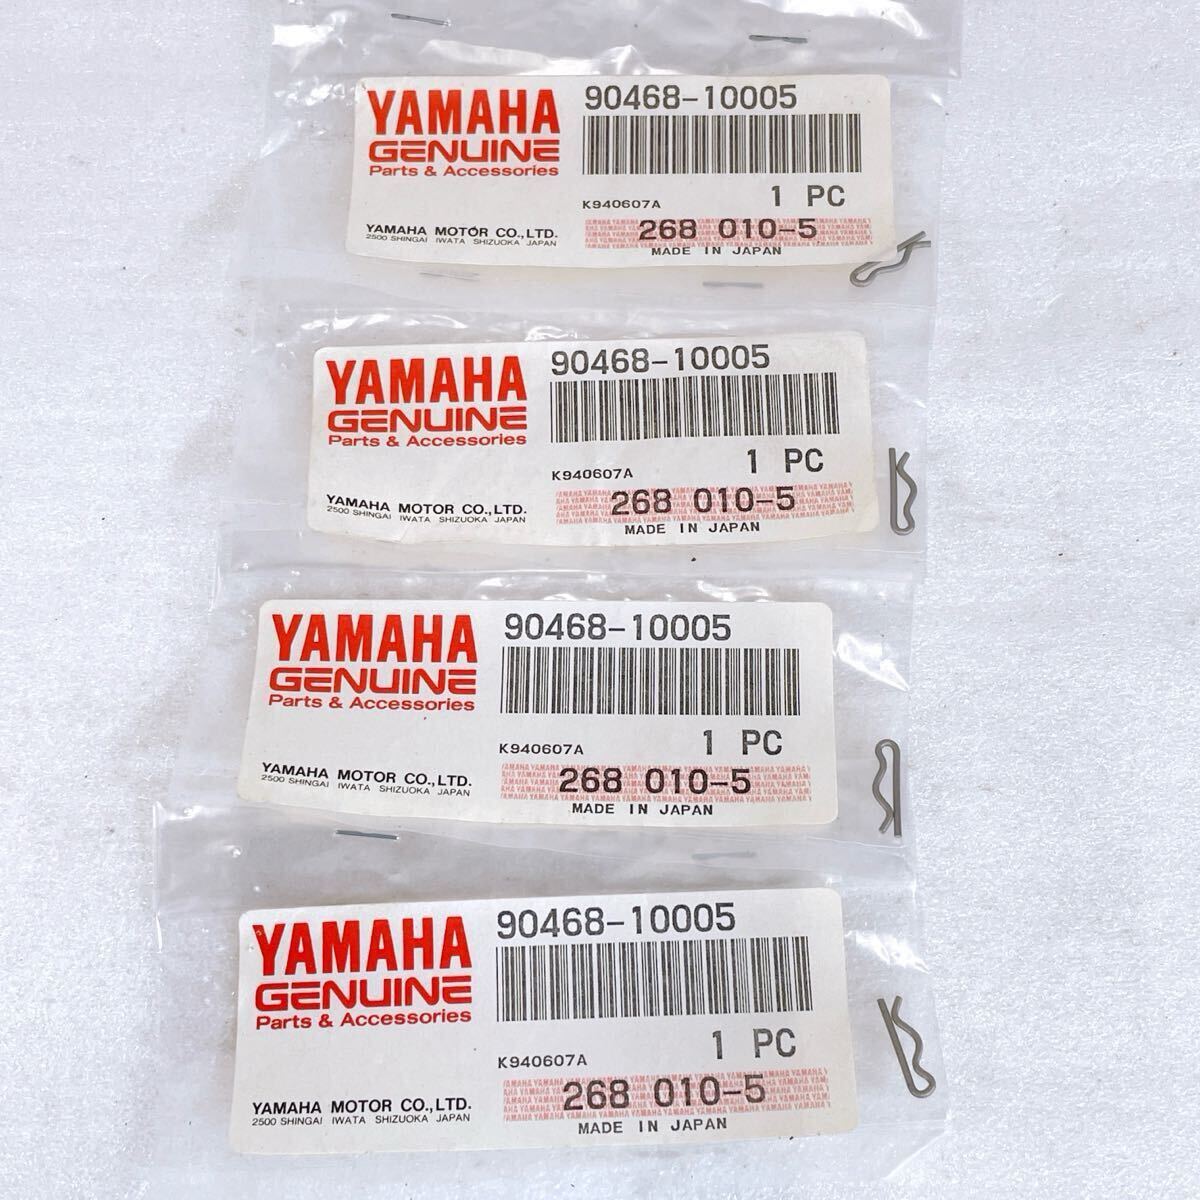 YAMAHA
GENUINE
Parts & Accessories
YAMAHA MOTOR CO.,LTD.
2500 SHINGAI IWATA SHIZUOKA JAPAN
90468-10005
K940607A 1 PC
268 010-5
MADE IN JAPAN
YAMAHA
GENUINE
Parts & Accessories
YAMAHA MOTOR CO.,LTD.
2500 SHINGAI IWATA SHIZUOKA JAPAN
90468-10005
K940607A 1 PC
268 010-5
MADE IN JAPAN
YAMAHA
GENUINE
Parts & Accessories
YAMAHA MOTOR CO.,LTD.
2500 SHINGAI IWATA SHIZUOKA JAPAN
90468-10005
K940607A 1 PC
268 010-5
MADE IN JAPAN
YAMAHA
GENUINE
Parts & Accessories
YAMAHA MOTOR CO.,LTD.
2500 SHINGAI IWATA SHIZUOKA JAPAN
90468-10005
K940607A 1 PC
268 010-5
MADE IN JAPAN